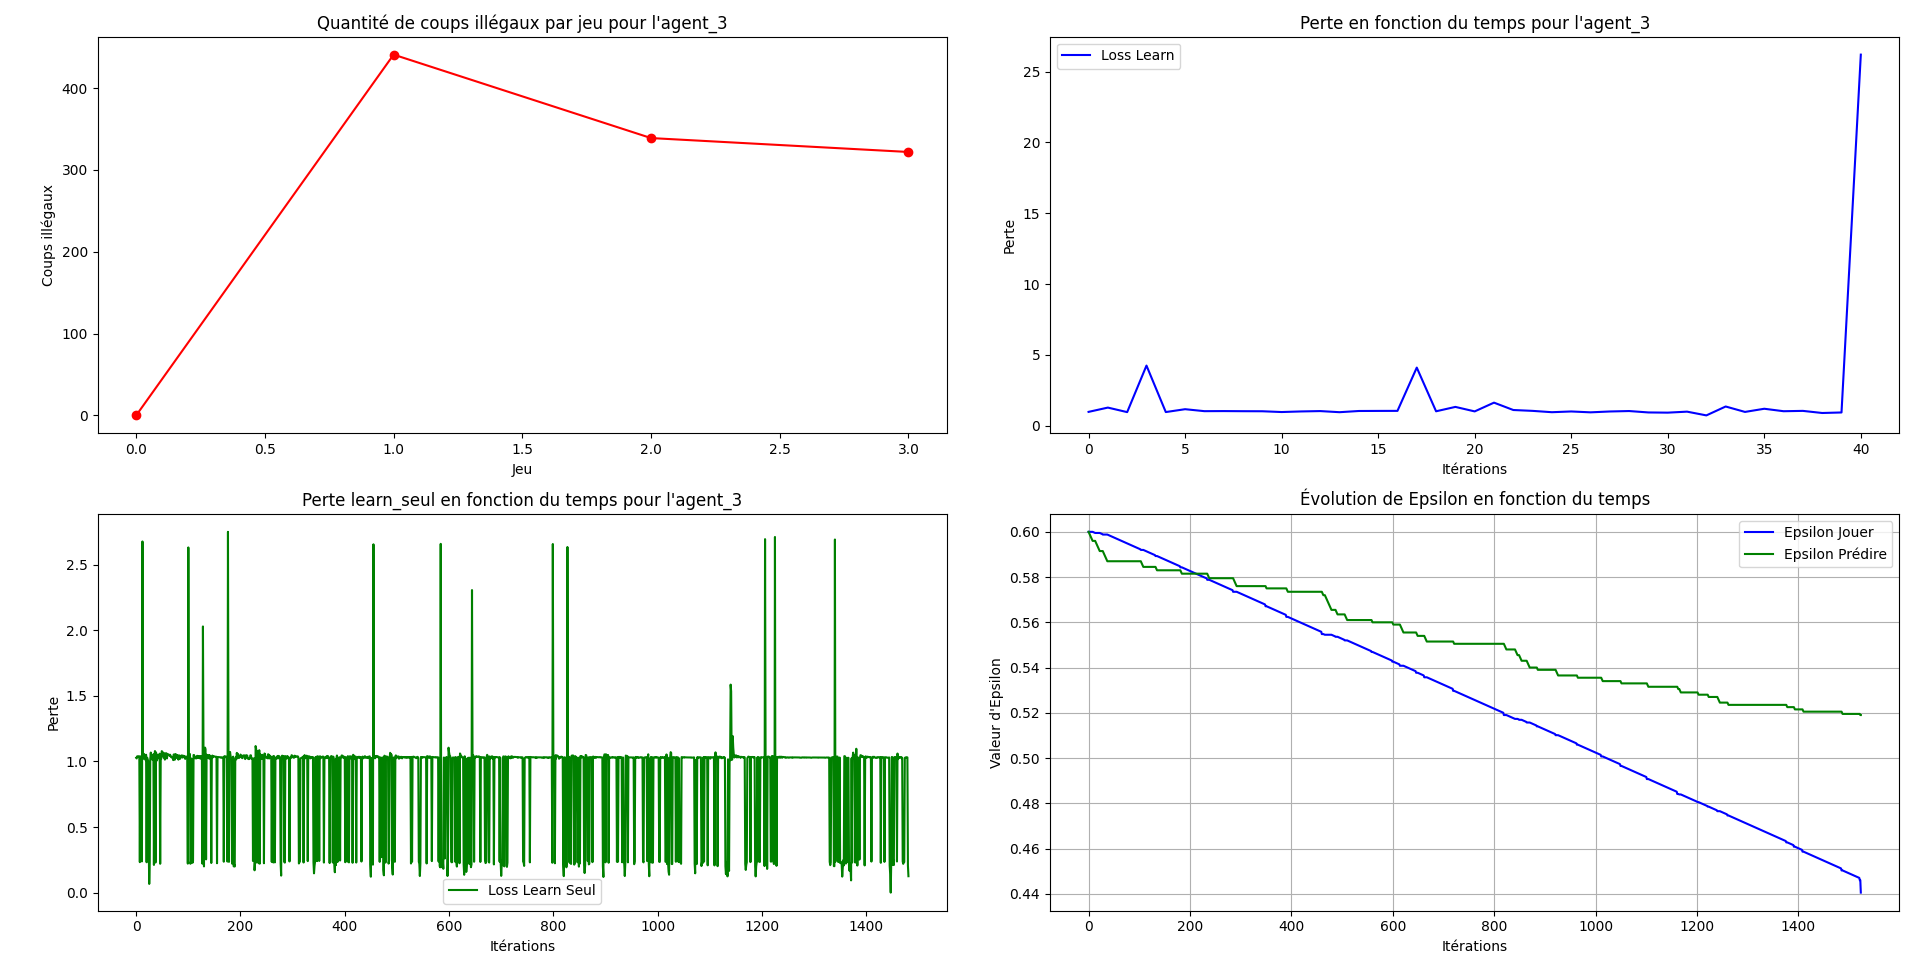 Quantité de coups illégaux par jeu pour l'agent_3
400
300
200
100
0
Coups illégaux
0.0 0.5 1.0 1.5 2.0 2.5 3.0
Jeu
Perte en fonction du temps pour l'agent_3
Loss Learn
25
20
15
10
5
0
Perte
0 5 10 15 20 25 30 35 40
Itérations
Perte learn_seul en fonction du temps pour l'agent_3
2.5
2.0
1.5
1.0
0.5
0.0
Perte
Loss Learn Seul
0 200 400 600 800 1000 1200 1400
Itérations
Évolution de Epsilon en fonction du temps
Epsilon Jouer
Epsilon Prédire
0.60
0.58
0.56
0.54
0.52
0.50
0.48
0.46
0.44
Valeur d'Epsilon
0 200 400 600 800 1000 1200 1400
Itérations